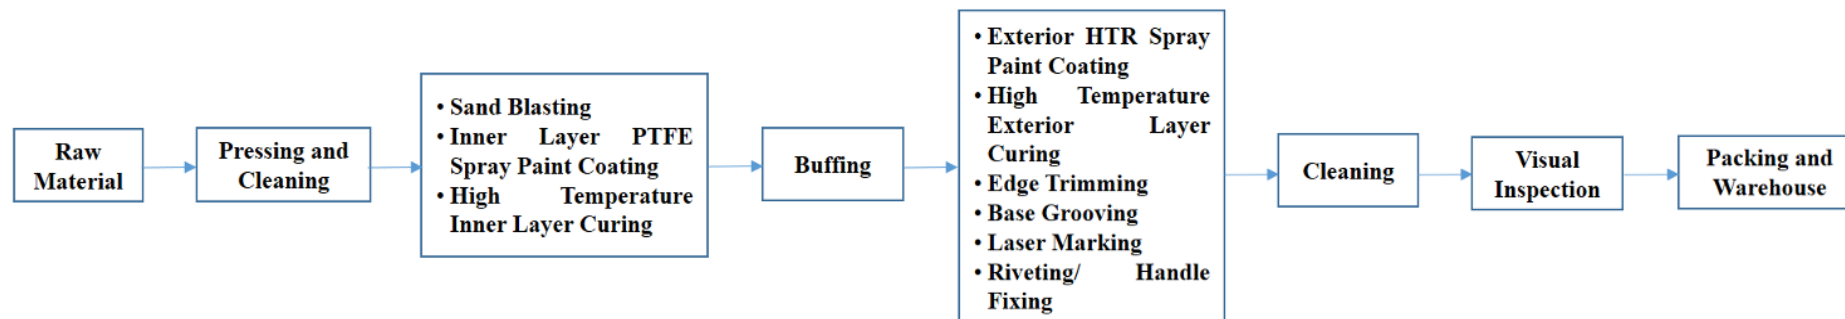 Raw
Material
Pressing and
Cleaning
• Sand Blasting
• Inner Layer PTFE
Spray Paint Coating
• High Temperature
Inner Layer Curing
Buffing
• Exterior HTR Spray
Paint Coating
• High Temperature
Exterior Layer
Curing
• Edge Trimming
• Base Grooving
• Laser Marking
• Riveting/ Handle
Fixing
Cleaning
Visual
Inspection
Packing and
Warehouse